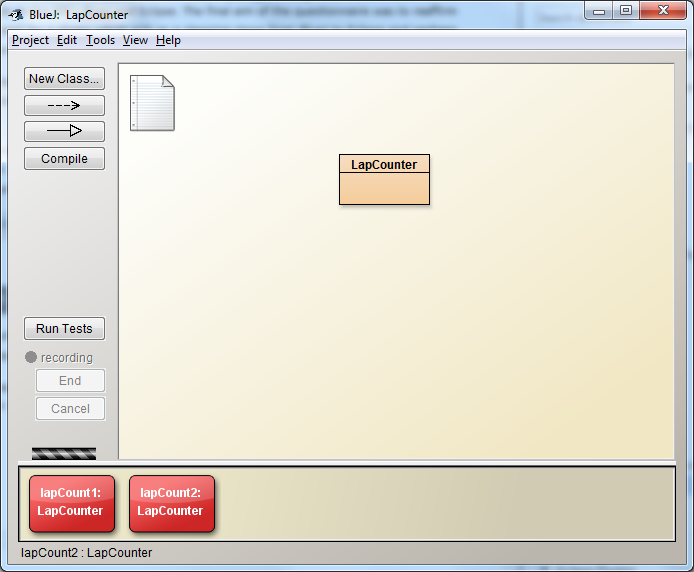 BlueJ: LapCounter
Project Edit Tools View Help
New Class...
Compile
LapCounter
Run Tests
recording
End
Cancel
lapCount1:
LapCounter
lapCount2:
LapCounter
lapCount2 : LapCounter